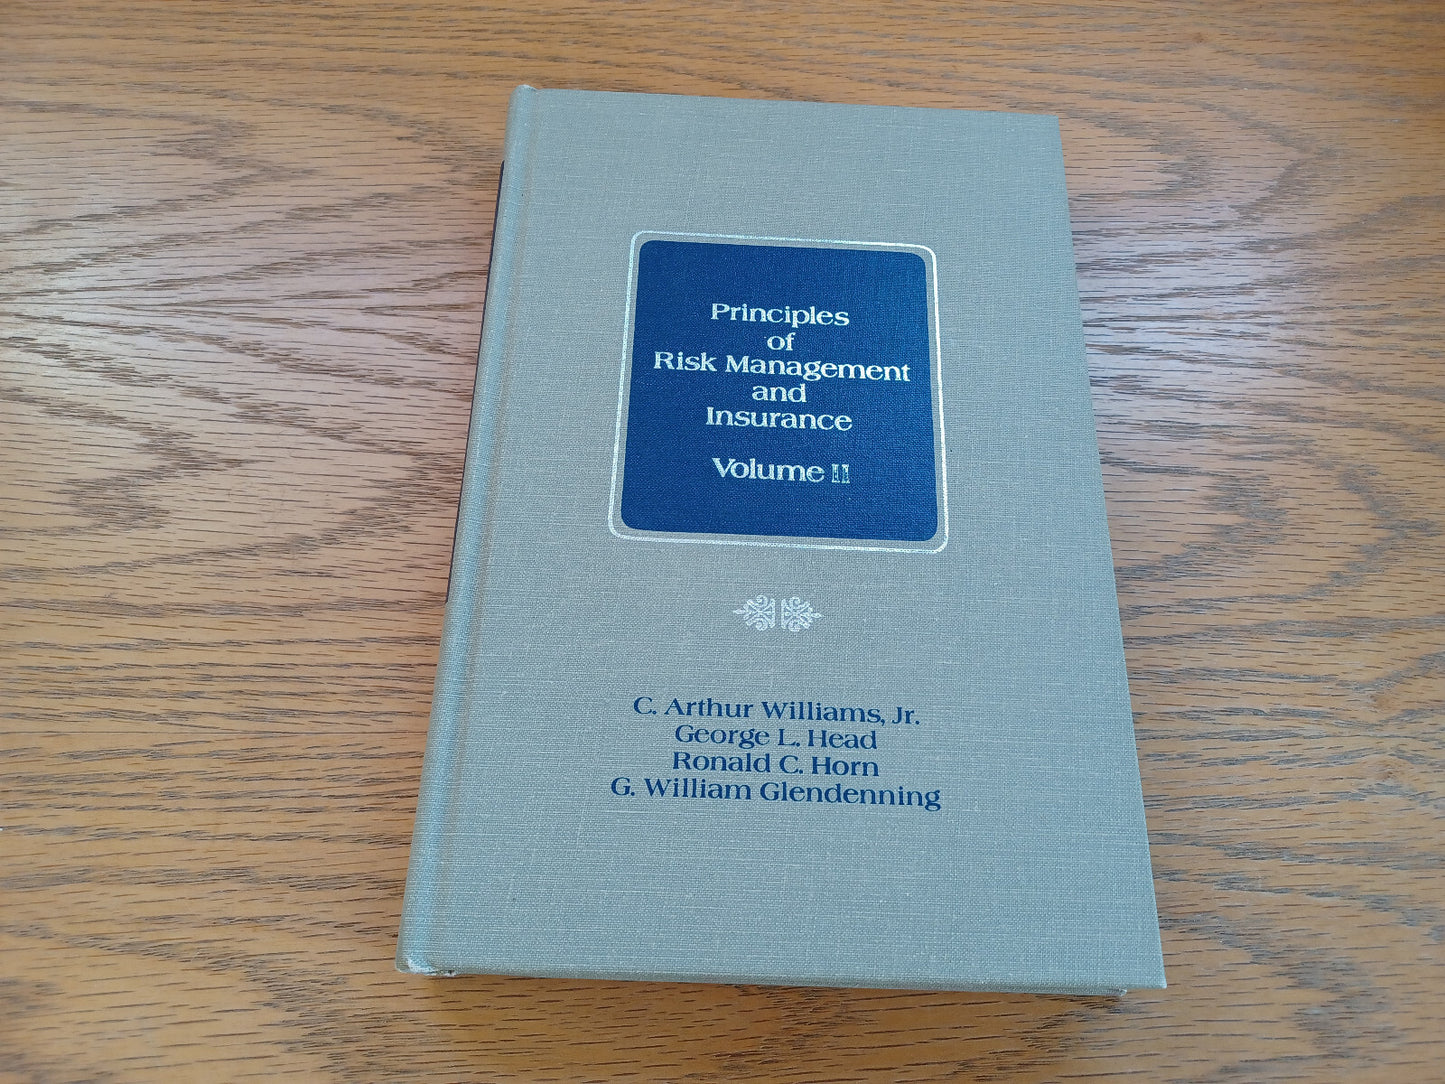 Principles
of
Risk Management
and
Insurance
Volume II
C. Arthur Williams, Jr.
George L. Head
Ronald C. Horn
G. William Glendenning